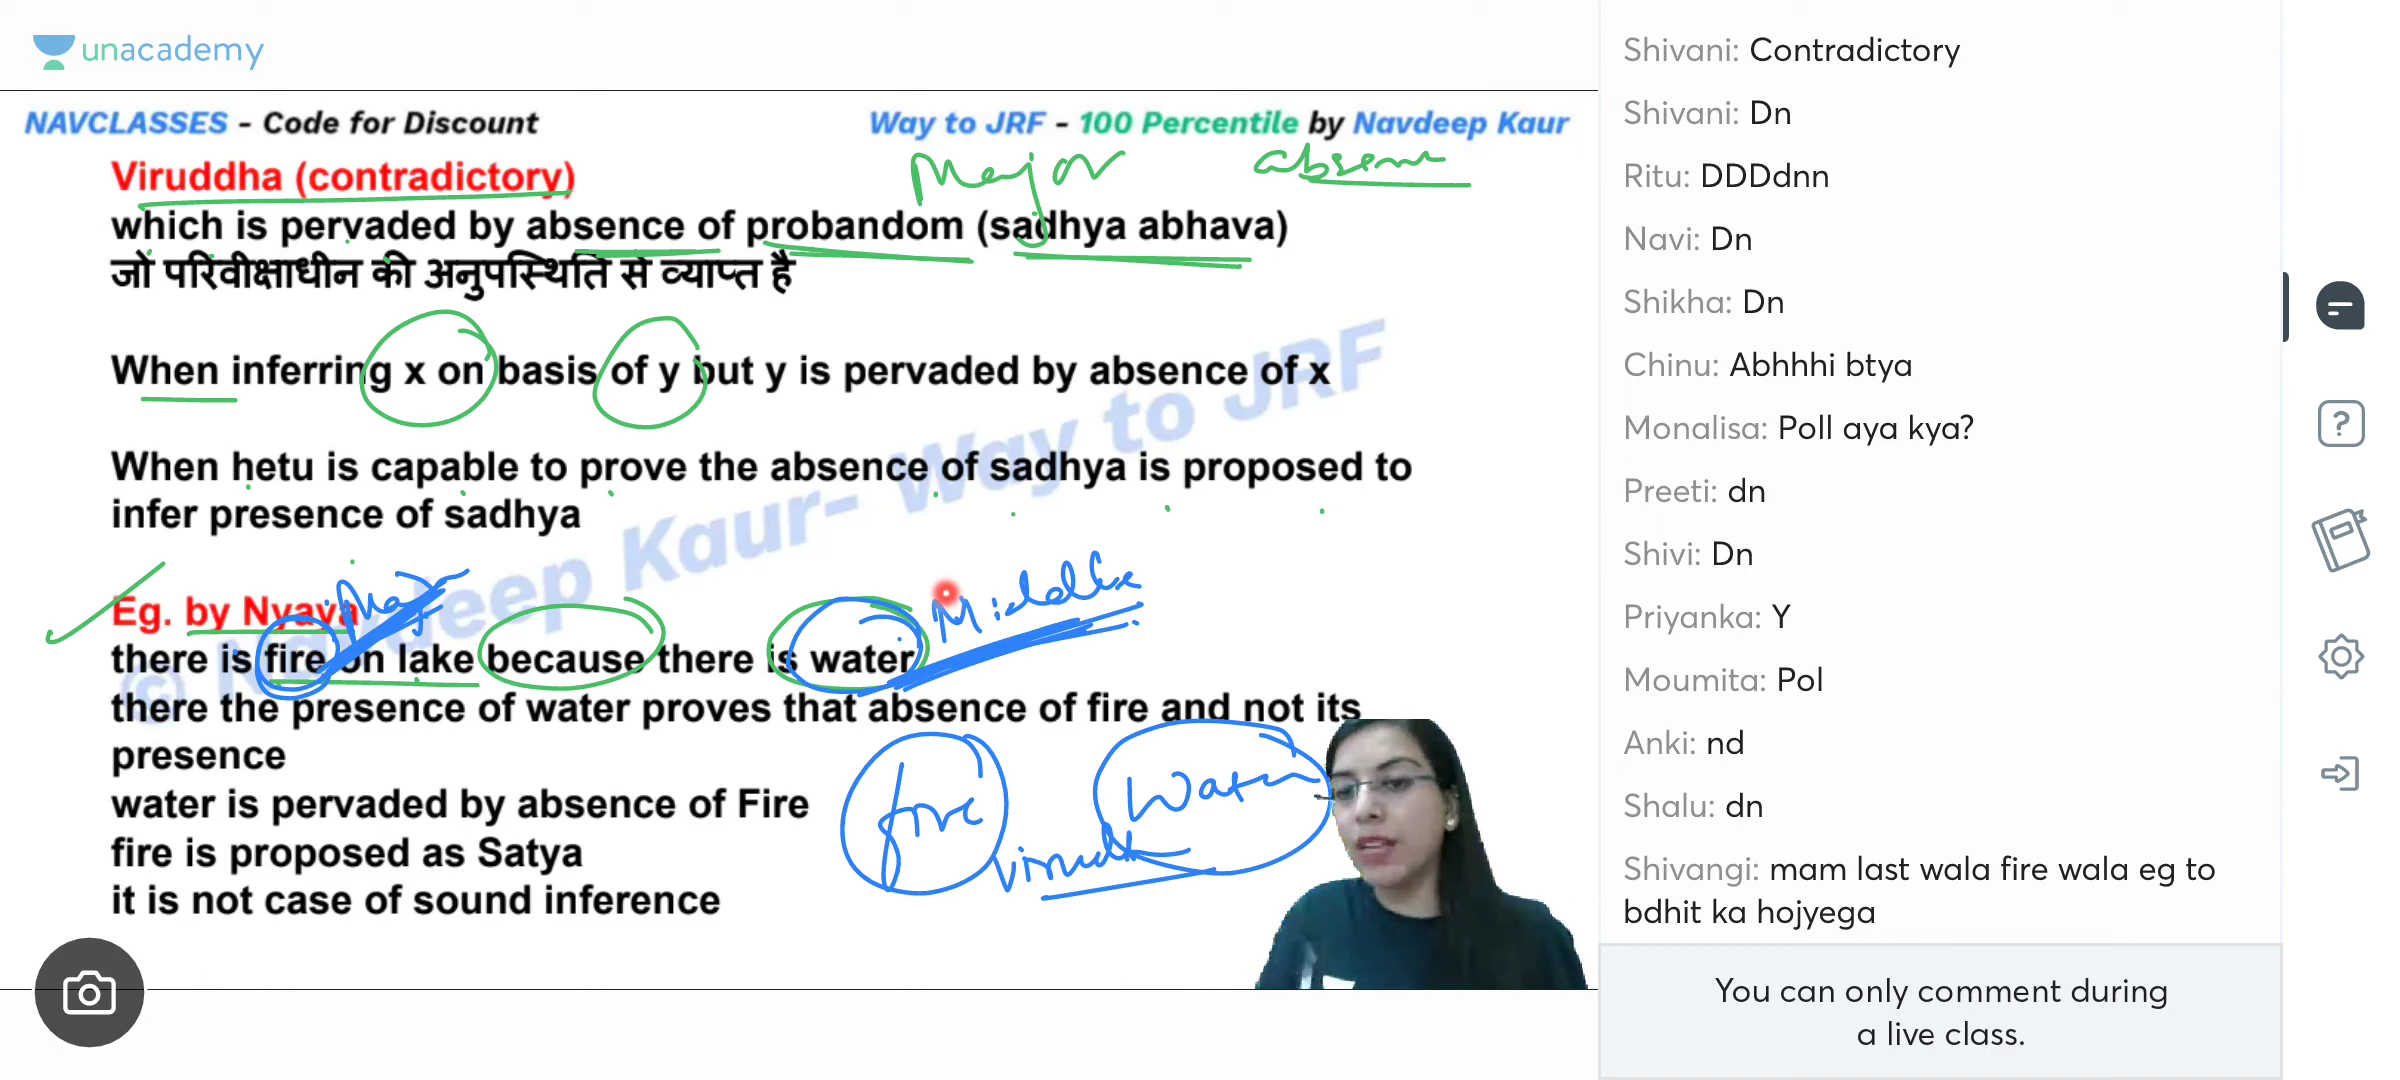 unacademy
NAVCLASSES - Code for Discount
Way to JRF - 100 Percentile by Navdeep Kaur
Major
absent
Viruddha (contradictory)
which is pervaded by absence of probandom (sadhya abhava)
जो परिवीक्षाधीन की अनुपस्थिति से व्याप्त है
When inferring x on basis of y but y is pervaded by absence of x
When hetu is capable to prove the absence of sadhya is proposed to
infer presence of sadhya
Eg. by Nyaya
Middle
there is fire on lake because there is water
there the presence of water proves that absence of fire and not its
presence
water is pervaded by absence of Fire
fire is proposed as Satya
it is not case of sound inference
fire
Water
© Navdeep Kaur- Way to JRF
Shivani: Contradictory
Shivani: Dn
Ritu: DDDdnn
Navi: Dn
Shikha: Dn
Chinu: Abhhhi btya
Monalisa: Poll aya kya?
Preeti: dn
Shivi: Dn
Priyanka: Y
Moumita: Pol
Anki: nd
Shalu: dn
Shivangi: mam last wala fire wala eg to
bdhit ka hojyega
You can only comment during
a live class.